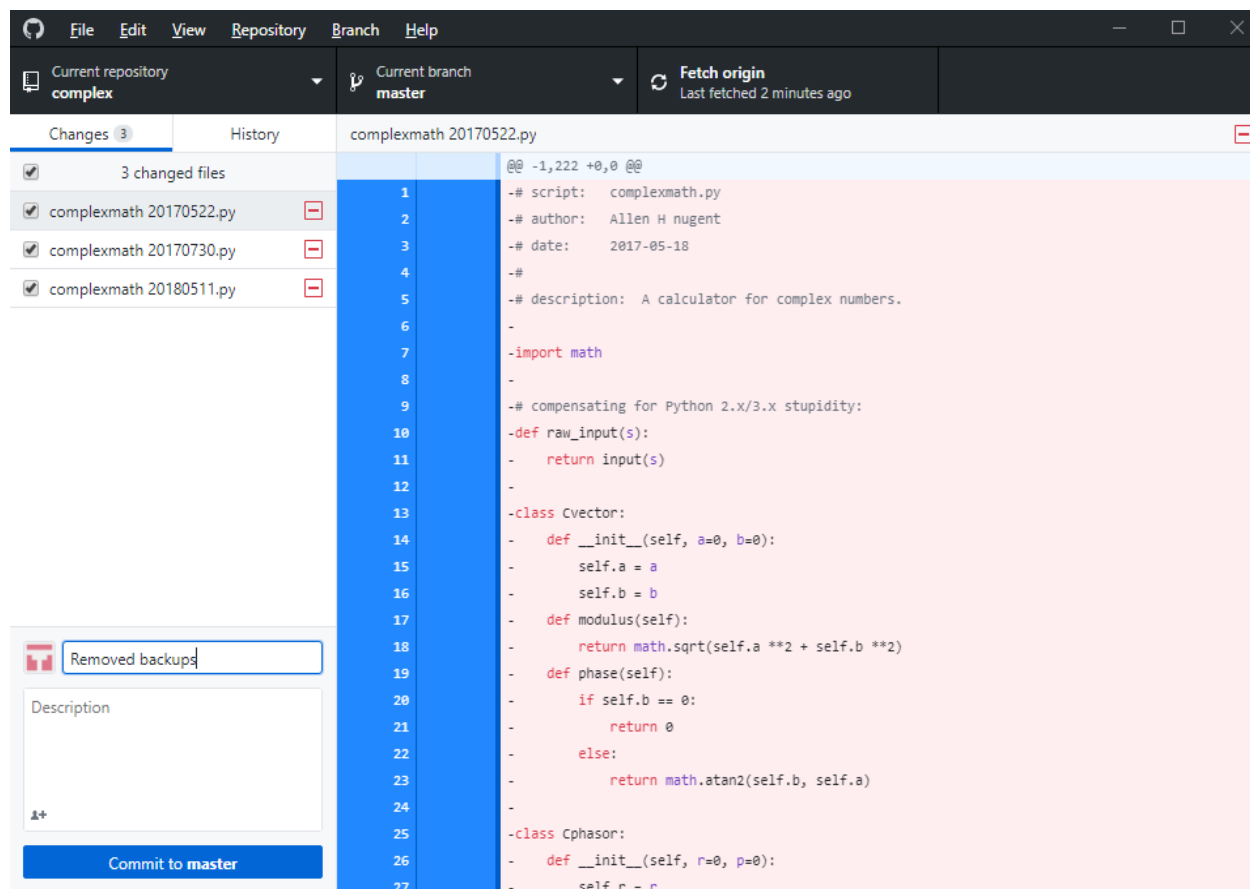 File Edit View Repository Branch Help
Current repository
complex
Current branch
master
Fetch origin
Last fetched 2 minutes ago
Changes 3 History
3 changed files
complexmath 20170522.py
complexmath 20170730.py
complexmath 20180511.py
Removed backups
Description
Commit to master
complexmath 20170522.py
@@ -1,222 +0,0 @@
1 -# script:   complexmath.py
2 -# author:   Allen H nugent
3 -# date:     2017-05-18
4 -#
5 -# description:  A calculator for complex numbers.
6 -
7 -import math
8 -
9 -# compensating for Python 2.x/3.x stupidity:
10 -def raw_input(s):
11 -    return input(s)
12 -
13 -class Cvector:
14 -    def __init__(self, a=0, b=0):
15 -        self.a = a
16 -        self.b = b
17 -    def modulus(self):
18 -        return math.sqrt(self.a **2 + self.b **2)
19 -    def phase(self):
20 -        if self.b == 0:
21 -            return 0
22 -        else:
23 -            return math.atan2(self.b, self.a)
24 -
25 -class Cphasor:
26 -    def __init__(self, r=0, p=0):
27 self.r = r